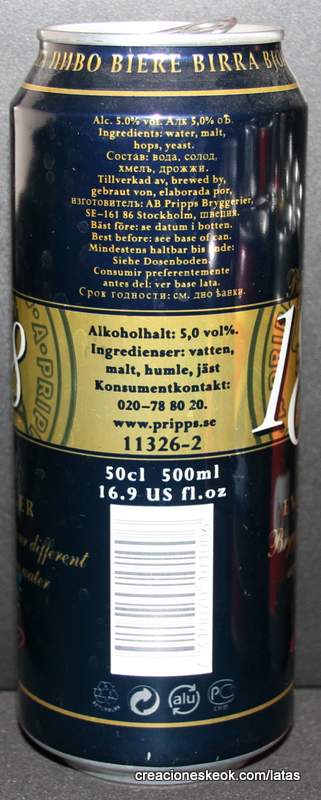 ПИВО BIERE BIRRA
Alc. 5.0% vol. Алк 5,0% об.
Ingredients: water, malt,
hops, yeast.
Состав: вода, солод,
хмель, дрожжи.
Tillverkad av, brewed by,
gebraut von, elaborada por,
изготовитель: AB Pripps Bryggerier,
SE-161 86 Stockholm, швеция.
Bäst före: se datum i botten.
Best before: see base of can.
Mindestens haltbar bis ende:
Siehe Dosenboden.
Consumir preferentemente
antes del: ver base lata.
Срок годности: см. дно банки.
Alkoholhalt: 5,0 vol%.
Ingredienser: vatten,
malt, humle, jäst
Konsumentkontakt:
020-78 80 20.
www.pripps.se
11326-2
50cl 500ml
16.9 US fl.oz
different
water
alu
PC
creacioneskeok.com/latas